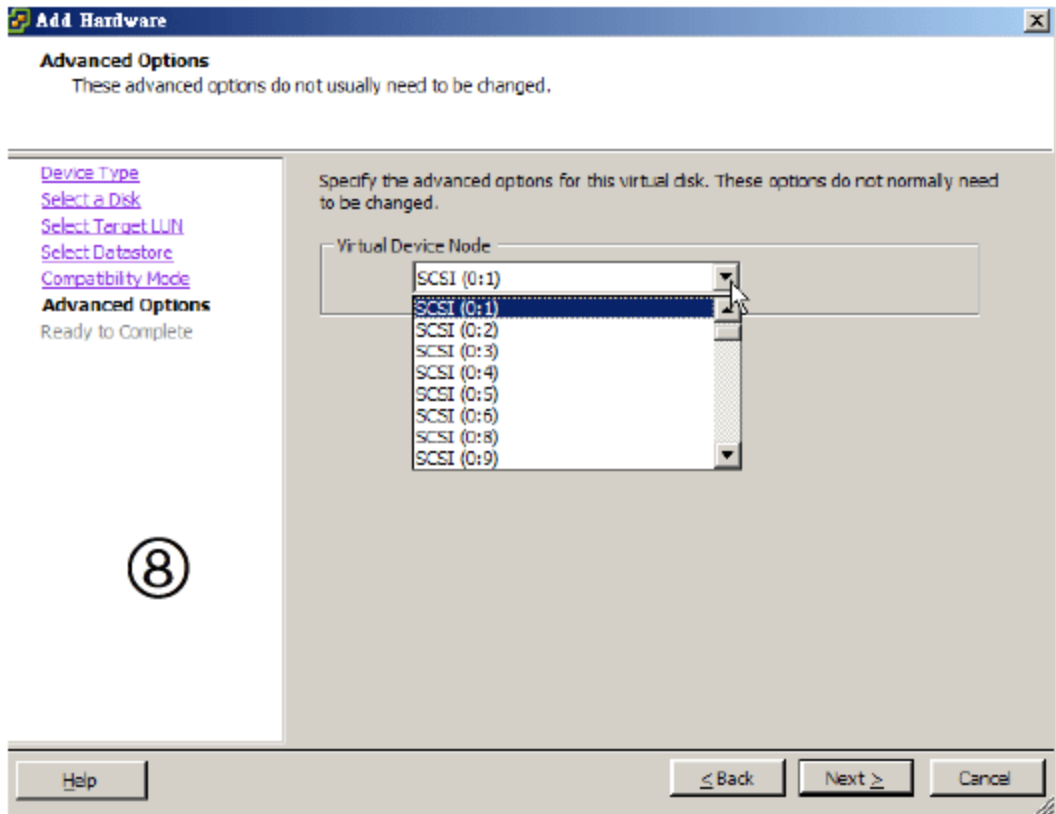 Add Hardware
Advanced Options
These advanced options do not usually need to be changed.
Device Type
Select a Disk
Select Target LUN
Select Datastore
Compatibility Mode
Advanced Options
Ready to Complete
Specify the advanced options for this virtual disk. These options do not normally need
to be changed.
Virtual Device Node
SCSI (0:1)
SCSI (0:1)
SCSI (0:2)
SCSI (0:3)
SCSI (0:4)
SCSI (0:5)
SCSI (0:6)
SCSI (0:8)
SCSI (0:9)
⑧
Help
< Back
Next >
Cancel